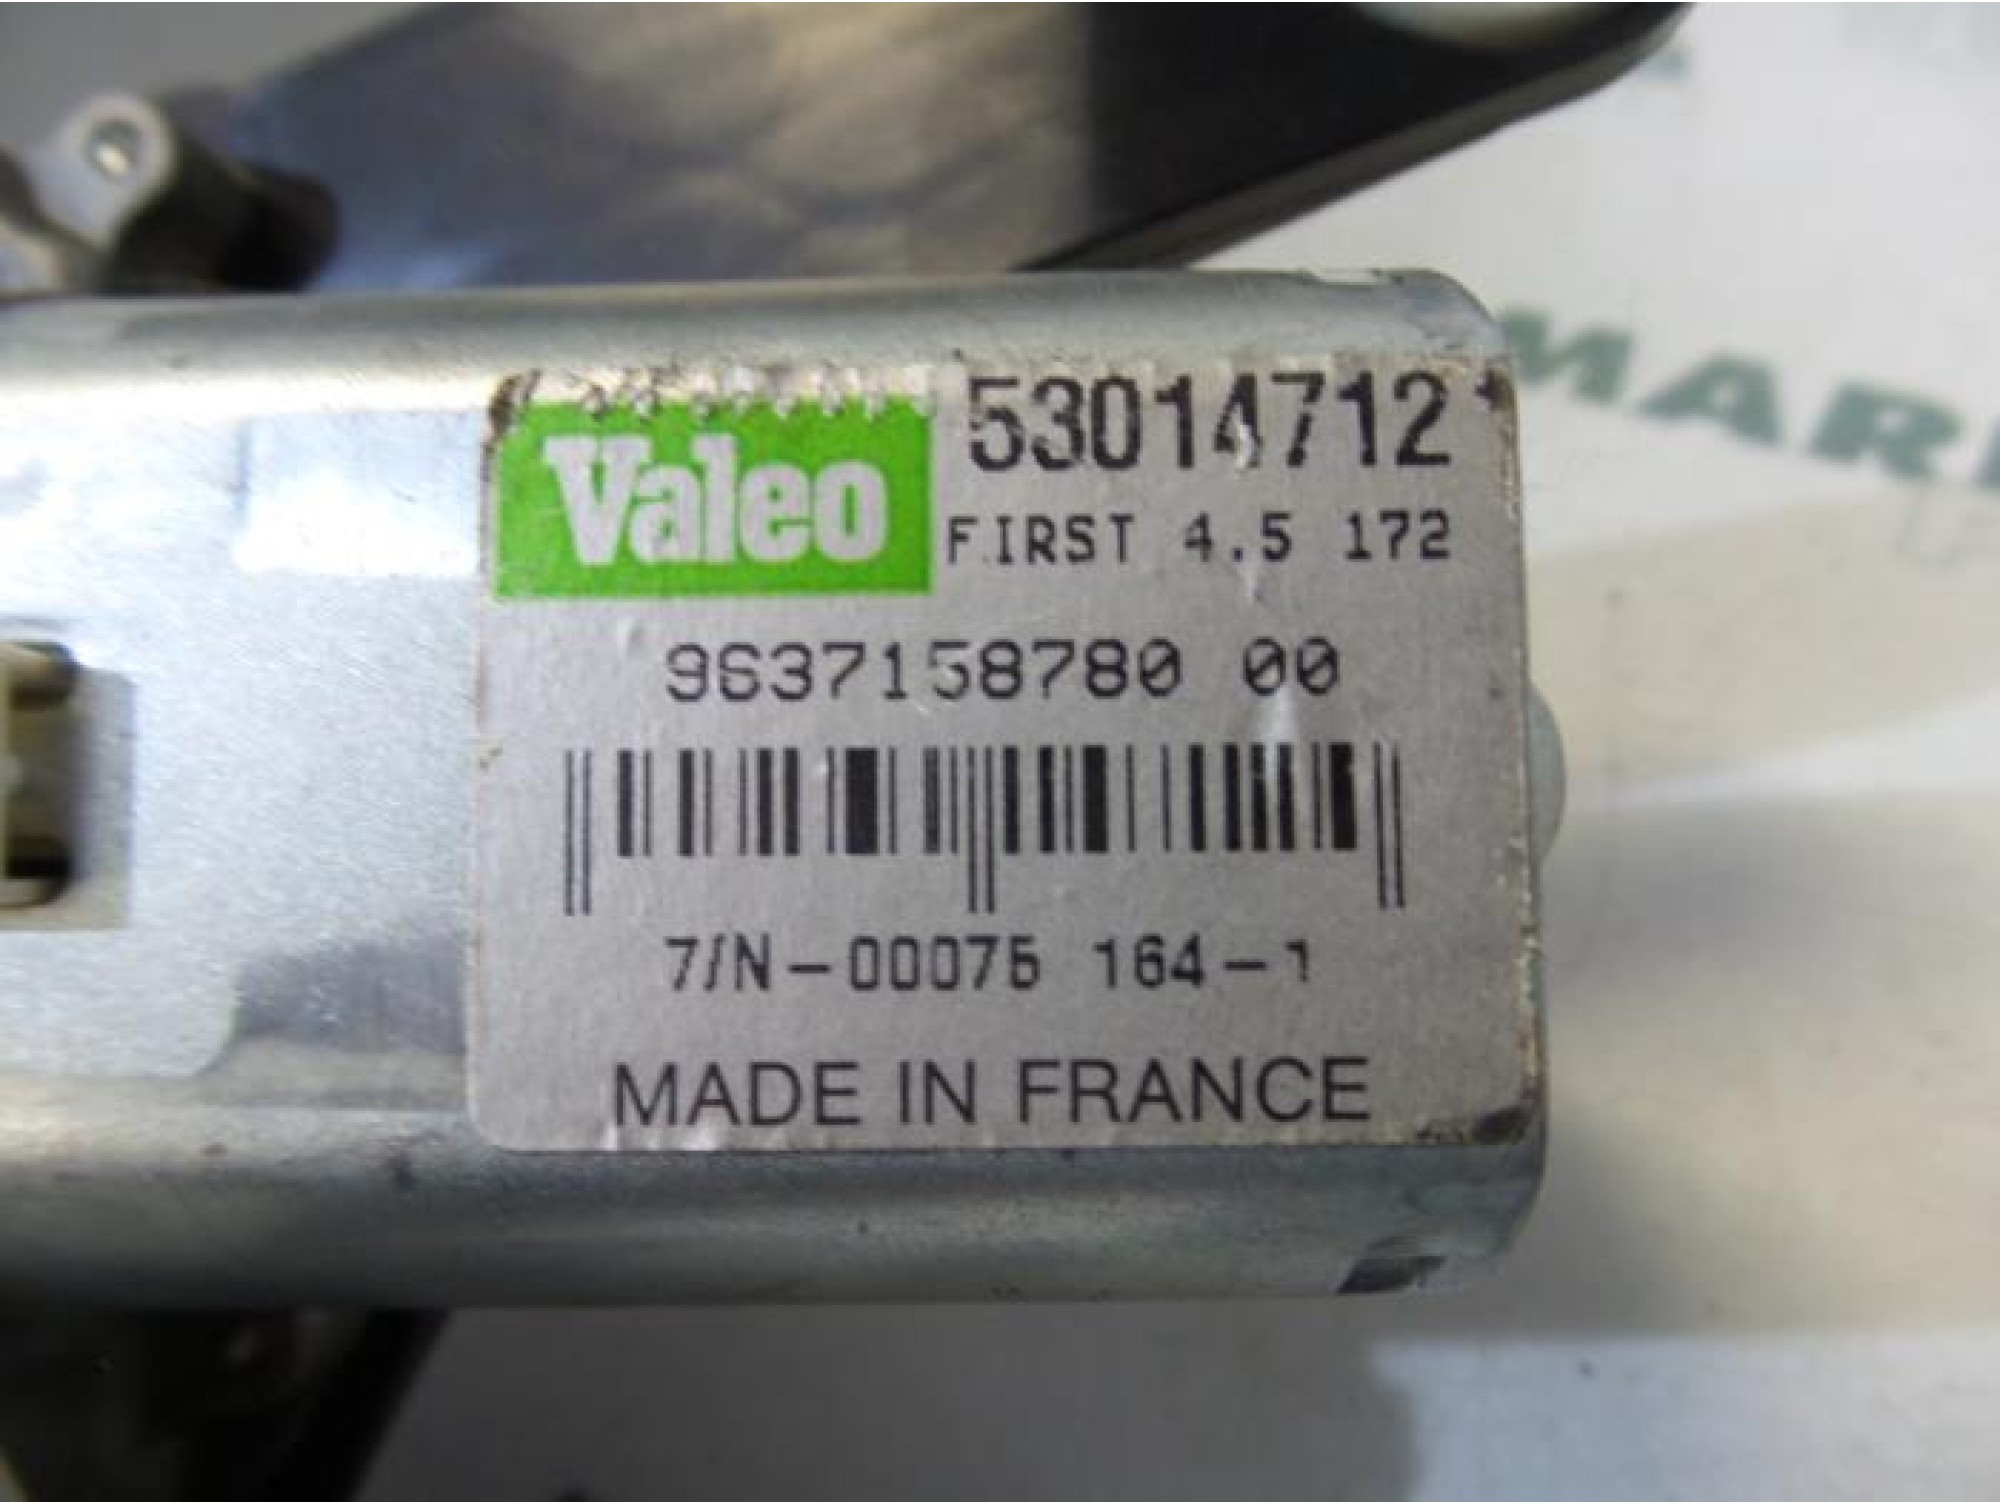 Valeo
53014712
FIRST 4.5 172
9637158780 00
7/N-00075 164-1
MADE IN FRANCE